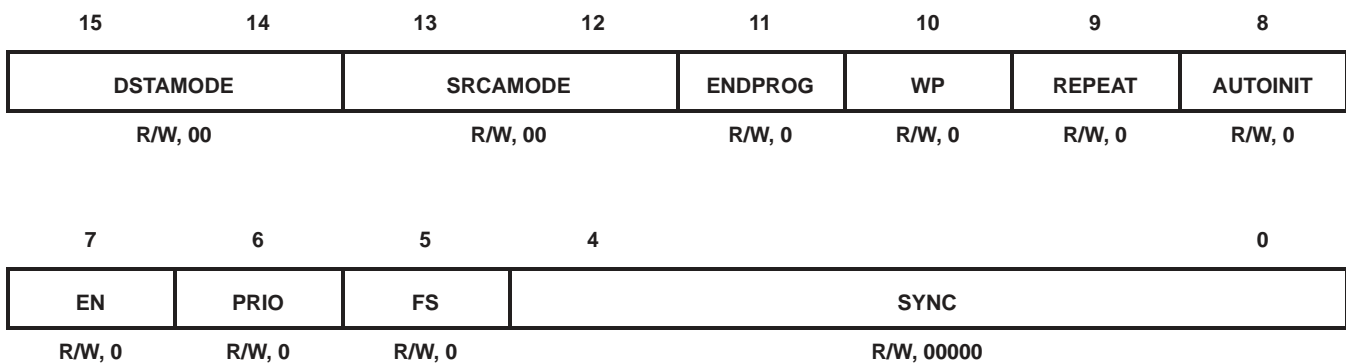 15 14 13 12 11 10 9 8
DSTAMODE SRCAMODE ENDPROG WP REPEAT AUTOINIT
R/W, 00 R/W, 00 R/W, 0 R/W, 0 R/W, 0 R/W, 0
7 6 5 4 0
EN PRIO FS SYNC
R/W, 0 R/W, 0 R/W, 0 R/W, 00000